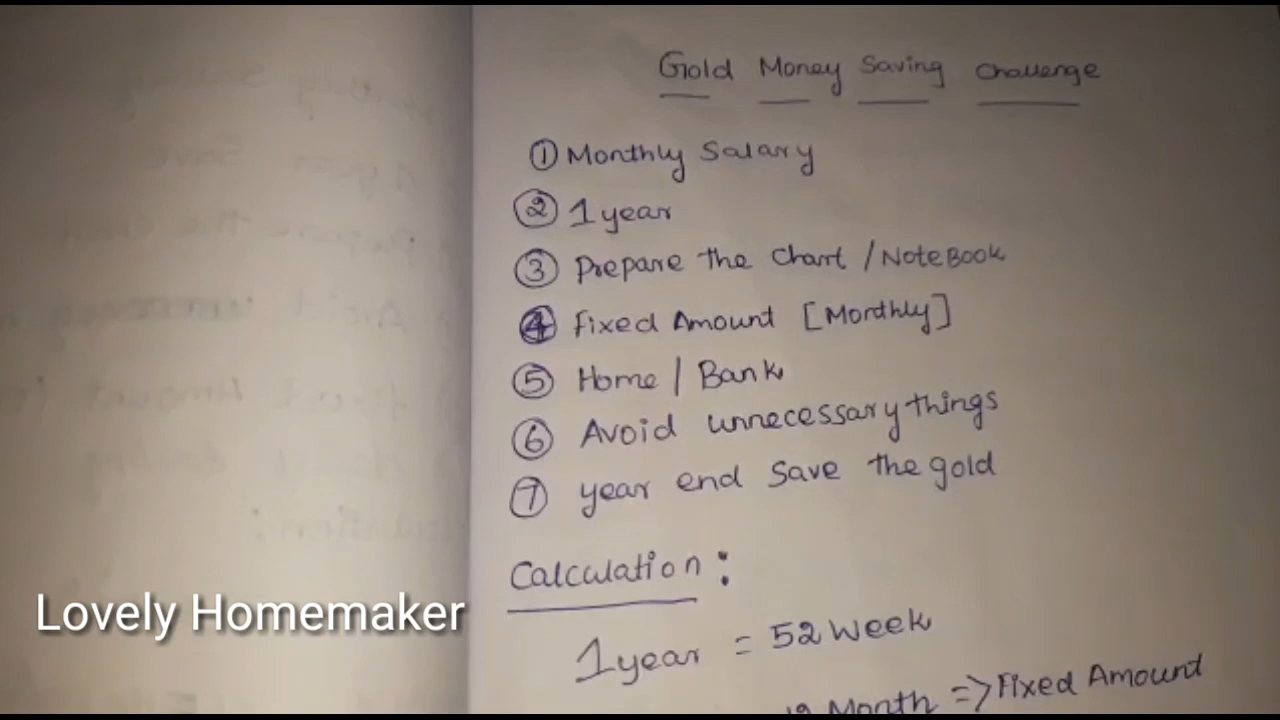 Gold Money Saving Challenge
① Monthly Salary
② 1 year
③ Prepare the Chart / NoteBook
④ Fixed Amount [Monthly]
⑤ Home / Bank
⑥ Avoid unnecessary things
⑦ year end Save the gold
Calculation :
1 year = 52 Week
Month => Fixed Amount
Lovely Homemaker